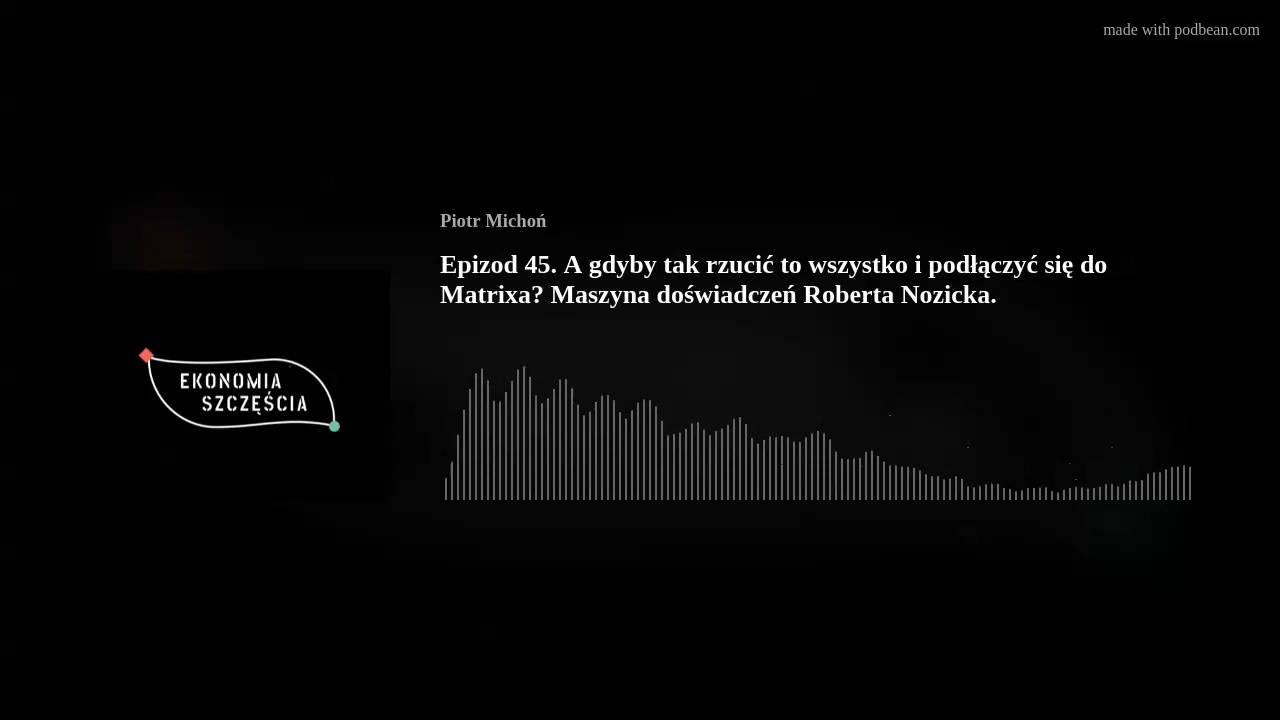 made with podbean.com
Piotr Michoń
Epizod 45. A gdyby tak rzucić to wszystko i podłączyć się do
Matrixa? Maszyna doświadczeń Roberta Nozicka.
EKONOMIA
SZCZĘŚCIA